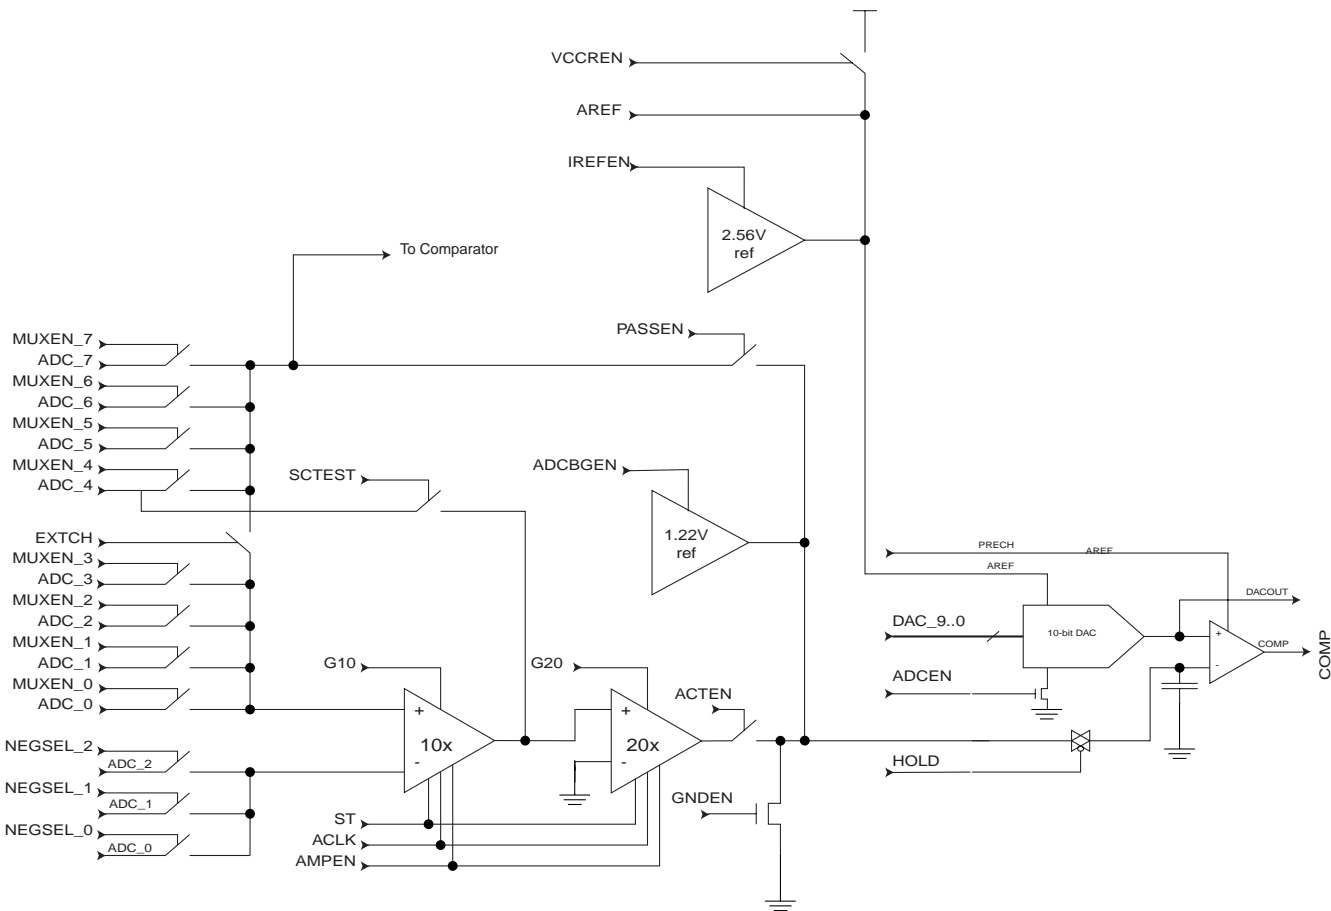 VCCREN
AREF
IREFEN
2.56V
ref
To Comparator
PASSEN
MUXEN_7
ADC_7
MUXEN_6
ADC_6
MUXEN_5
ADC_5
MUXEN_4
ADC_4
SCTEST
ADCBGEN
1.22V
ref
EXTCH
MUXEN_3
ADC_3
MUXEN_2
ADC_2
MUXEN_1
ADC_1
MUXEN_0
ADC_0
PRECH
AREF
AREF
DACOUT
DAC_9..0
10-bit DAC
+
-
COMP
COMP
ADCEN
HOLD
G10
G20
ACTEN
+
10x
-
+
20x
-
NEGSEL_2
ADC_2
NEGSEL_1
ADC_1
NEGSEL_0
ADC_0
GNDEN
ST
ACLK
AMPEN